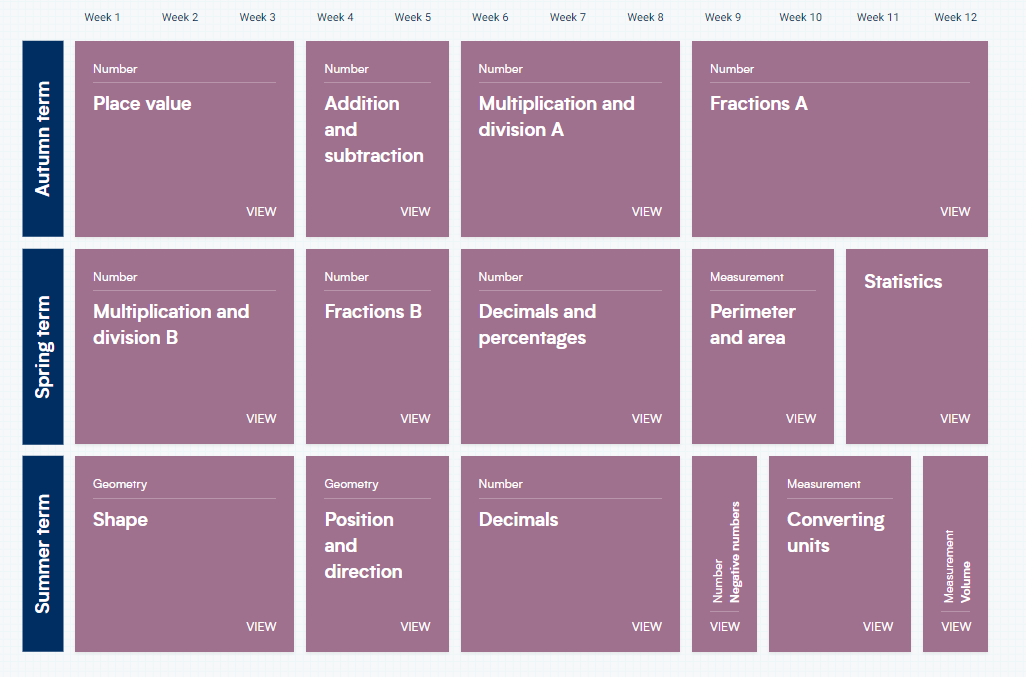 Week 1 Week 2 Week 3 Week 4 Week 5 Week 6 Week 7 Week 8 Week 9 Week 10 Week 11 Week 12
Autumn term
Number
Place value
VIEW
Number
Addition
and
subtraction
VIEW
Number
Multiplication and
division A
VIEW
Number
Fractions A
VIEW
Spring term
Number
Multiplication and
division B
VIEW
Number
Fractions B
VIEW
Number
Decimals and
percentages
VIEW
Measurement
Perimeter
and area
VIEW
Statistics
VIEW
Summer term
Geometry
Shape
VIEW
Geometry
Position
and
direction
VIEW
Number
Decimals
VIEW
Number
Negative numbers
VIEW
Measurement
Converting
units
VIEW
Measurement
Volume
VIEW